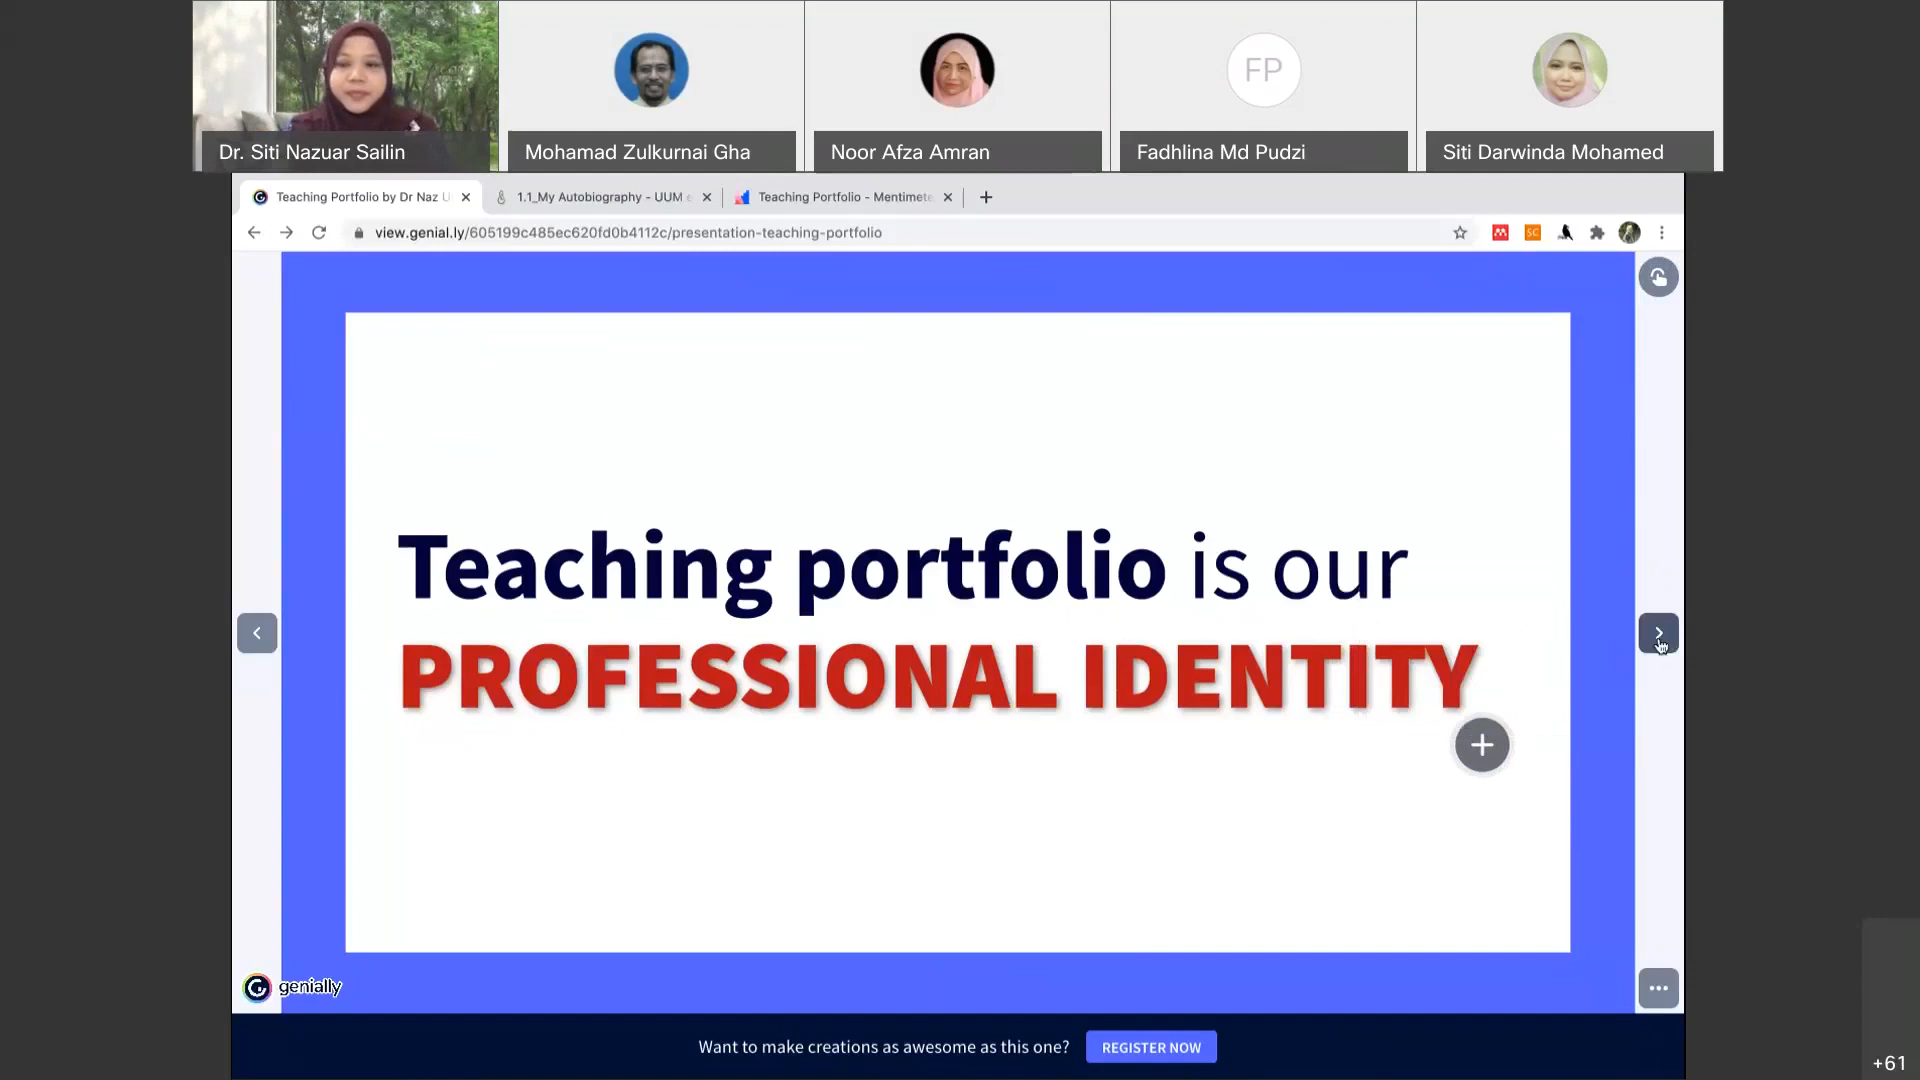 Dr. Siti Nazuar Sailin
Mohamad Zulkurnai Gha
Noor Afza Amran
FP
Fadhlina Md Pudzi
Siti Darwinda Mohamed
Teaching Portfolio by Dr Naz U
1.1_My Autobiography - UUM e
Teaching Portfolio - Mentimete
view.genial.ly/605199c485ec620fd0b4112c/presentation-teaching-portfolio
SC
Teaching portfolio is our
PROFESSIONAL IDENTITY
genially
Want to make creations as awesome as this one?
REGISTER NOW
+61